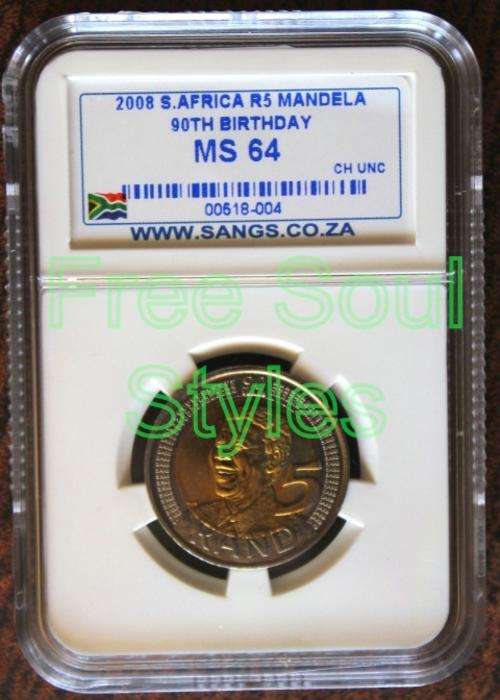 2008 S.AFRICA R5 MANDELA
90TH BIRTHDAY
MS 64
CH UNC
00618-004
WWW.SANGS.CO.ZA
Free Soul
Styles
5
RAND